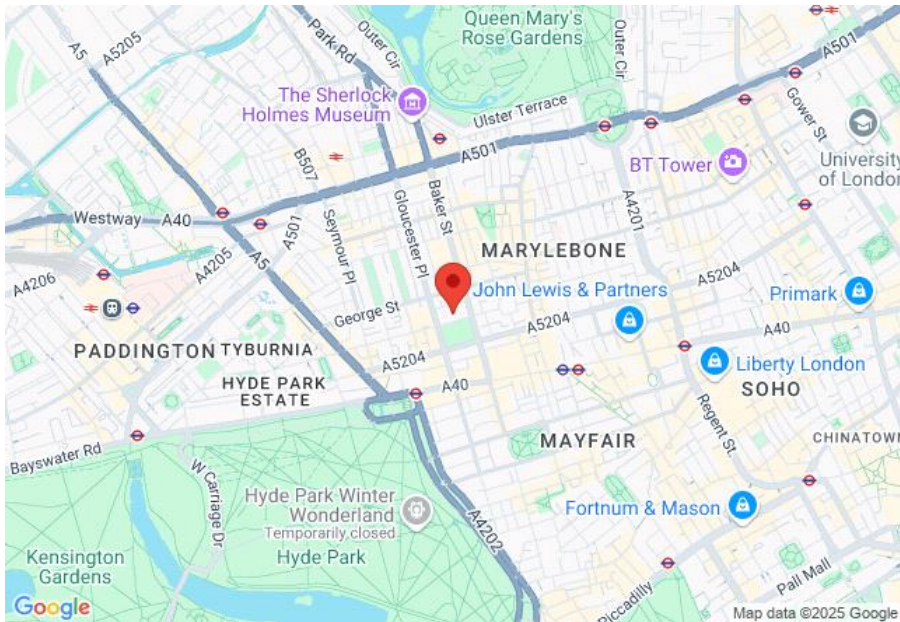 Queen Mary's
Rose Gardens
A5205
A5
Park Rd
Outer Cir
Outer Cir
A501
The Sherlock
Holmes Museum
Ulster Terrace
Gower St
A501
B507
BT Tower
University
of London
Westway
A40
A501
Seymour Pl
Gloucester Pl
Baker St
A4201
MARYLEBONE
A4206
A4205
A5
A5204
John Lewis & Partners
Primark
George St
A5204
A40
PADDINGTON
TYBURNIA
A5204
Liberty London
HYDE PARK
ESTATE
A40
SOHO
Regent St.
MAYFAIR
CHINATOWN
Bayswater Rd
W Carriage Dr
Hyde Park Winter
Wonderland
Temporarily closed
Fortnum & Mason
A4202
Kensington
Gardens
Hyde Park
Piccadilly
Pall Mall
Google
Map data ©2025 Google